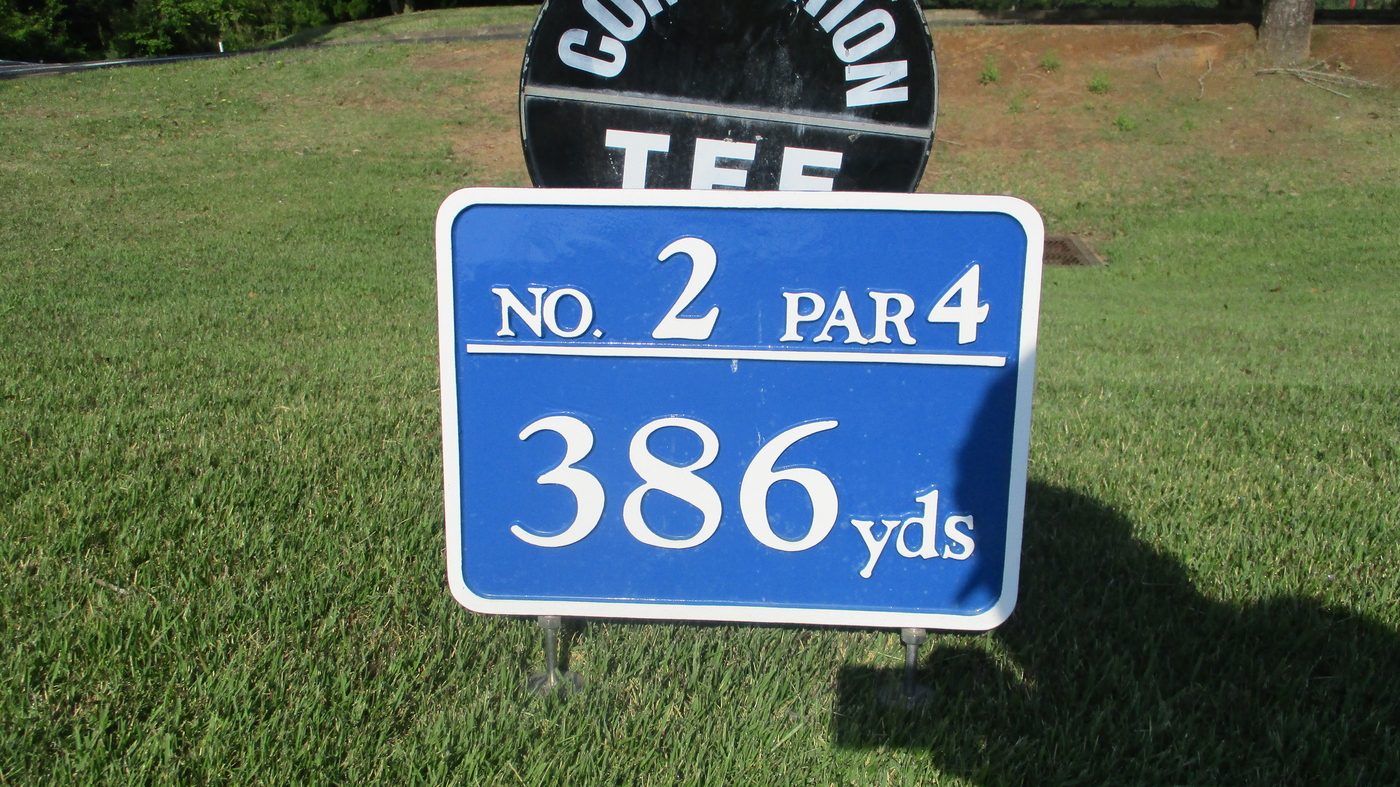 TEE
NO. 2 PAR 4
386 yds